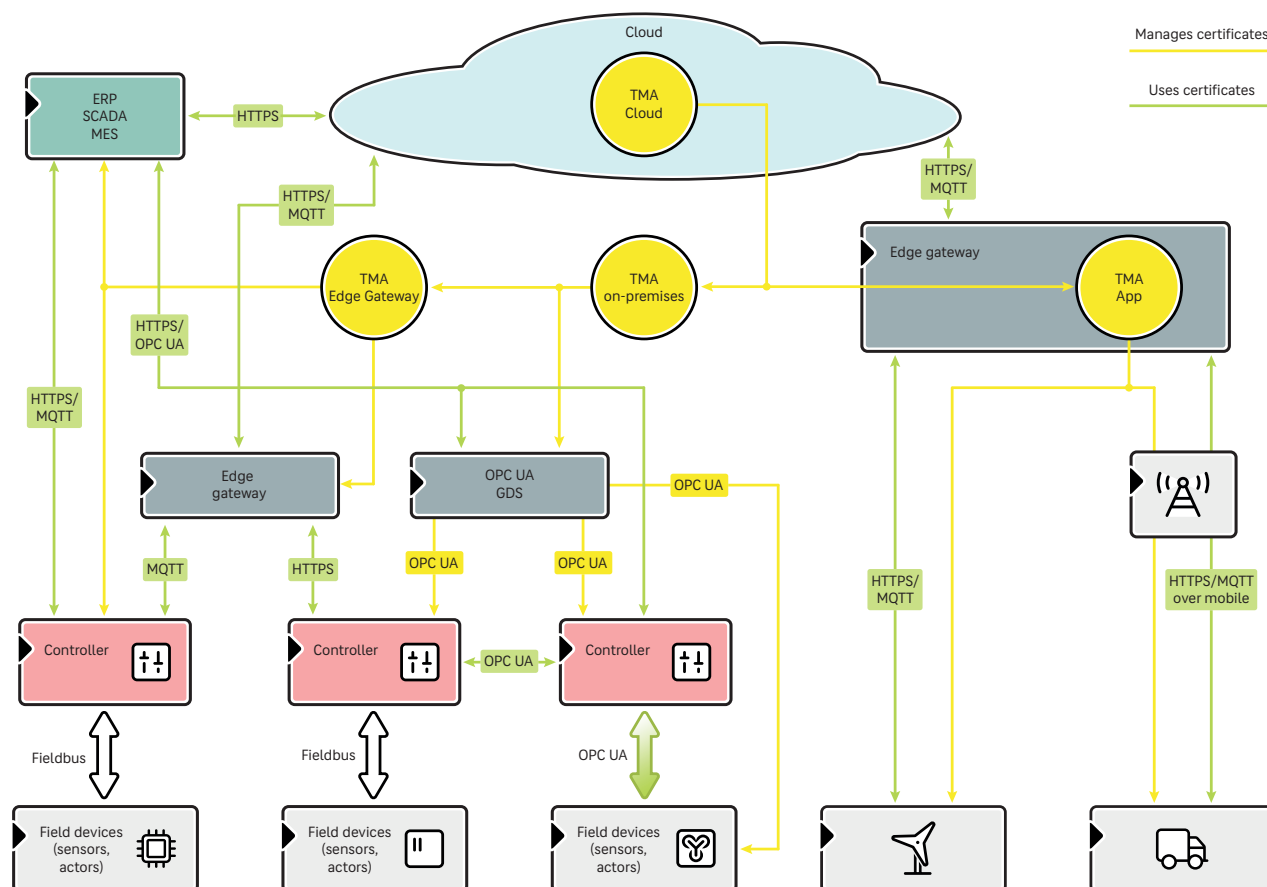 Cloud
Manages certificates
Uses certificates
ERP
SCADA
MES
HTTPS
TMA
Cloud
HTTPS/
MQTT
HTTPS/
MQTT
Edge gateway
TMA
Edge Gateway
TMA
on-premises
TMA
App
HTTPS/
OPC UA
HTTPS/
MQTT
Edge
gateway
OPC UA
GDS
OPC UA
MQTT
HTTPS
OPC UA
OPC UA
HTTPS/
MQTT
HTTPS/MQTT
over mobile
Controller
Controller
OPC UA
Controller
Fieldbus
Fieldbus
OPC UA
Field devices
(sensors,
actors)
Field devices
(sensors,
actors)
Field devices
(sensors,
actors)